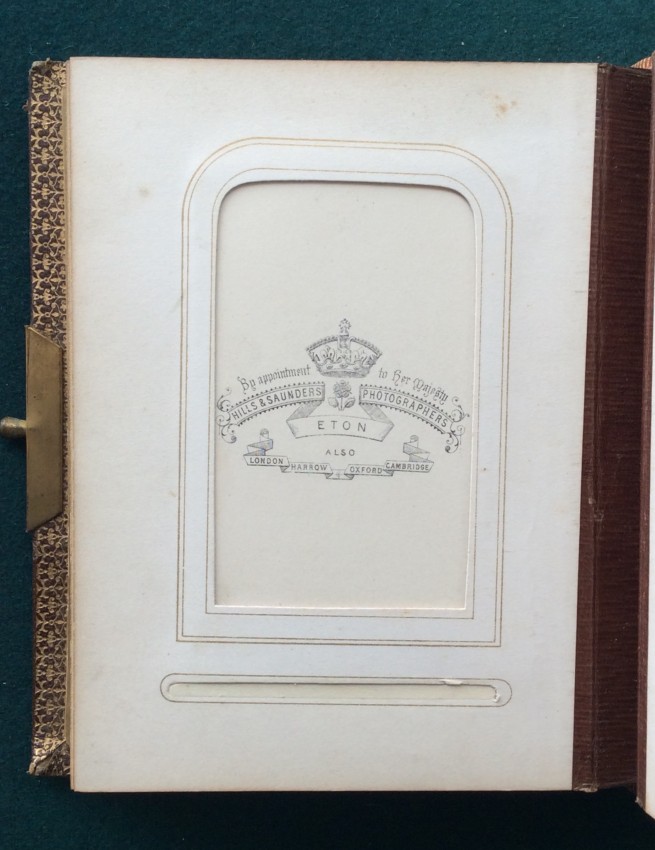 By appointment to Her Majesty
HILLS & SAUNDERS PHOTOGRAPHERS
ETON
ALSO
LONDON HARROW OXFORD CAMBRIDGE